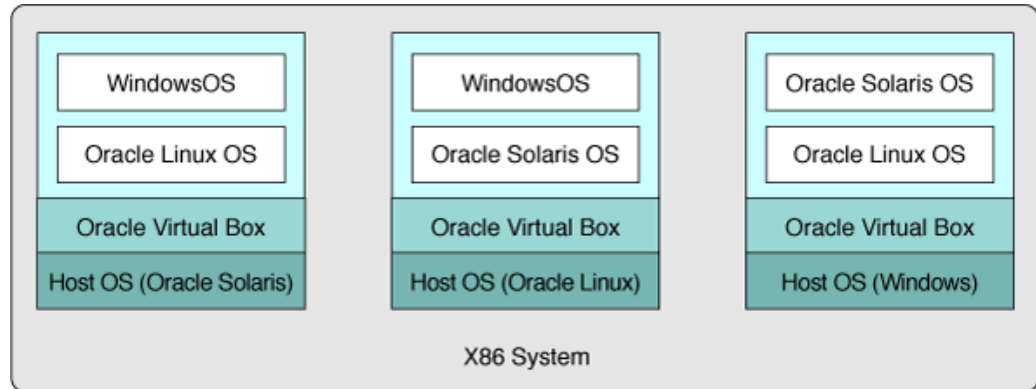 WindowsOS
Oracle Linux OS
Oracle Virtual Box
Host OS (Oracle Solaris)
WindowsOS
Oracle Solaris OS
Oracle Virtual Box
Host OS (Oracle Linux)
Oracle Solaris OS
Oracle Linux OS
Oracle Virtual Box
Host OS (Windows)
X86 System